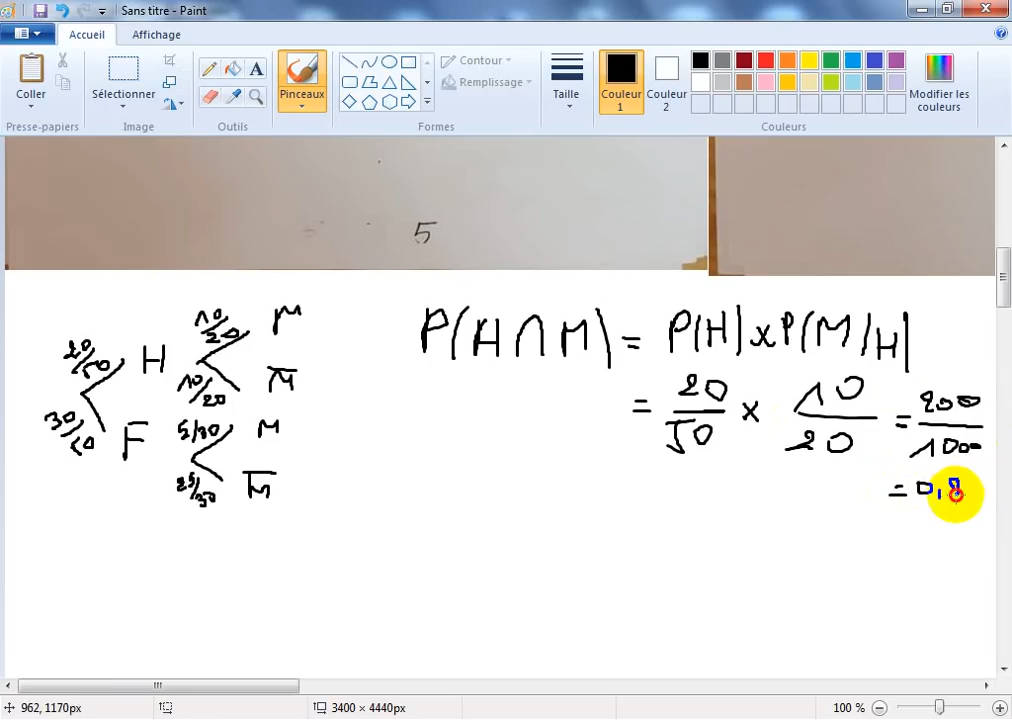 Sans titre - Paint
Accueil Affichage
Coller
Sélectionner
Pinceaux
Contour
Remplissage
Taille
Couleur 1
Couleur 2
Modifier les couleurs
Presse-papiers Image Outils Formes Couleurs
5
P(H∩M) = P(H) x P(M/H)
= 20/50 x 10/20 = 200/1000
= 0,
20/50 H
10/20 M
10/20 M̅
30/50 F
5/30 M
25/30 M̅
962, 1170px 3400 × 4440px 100 %